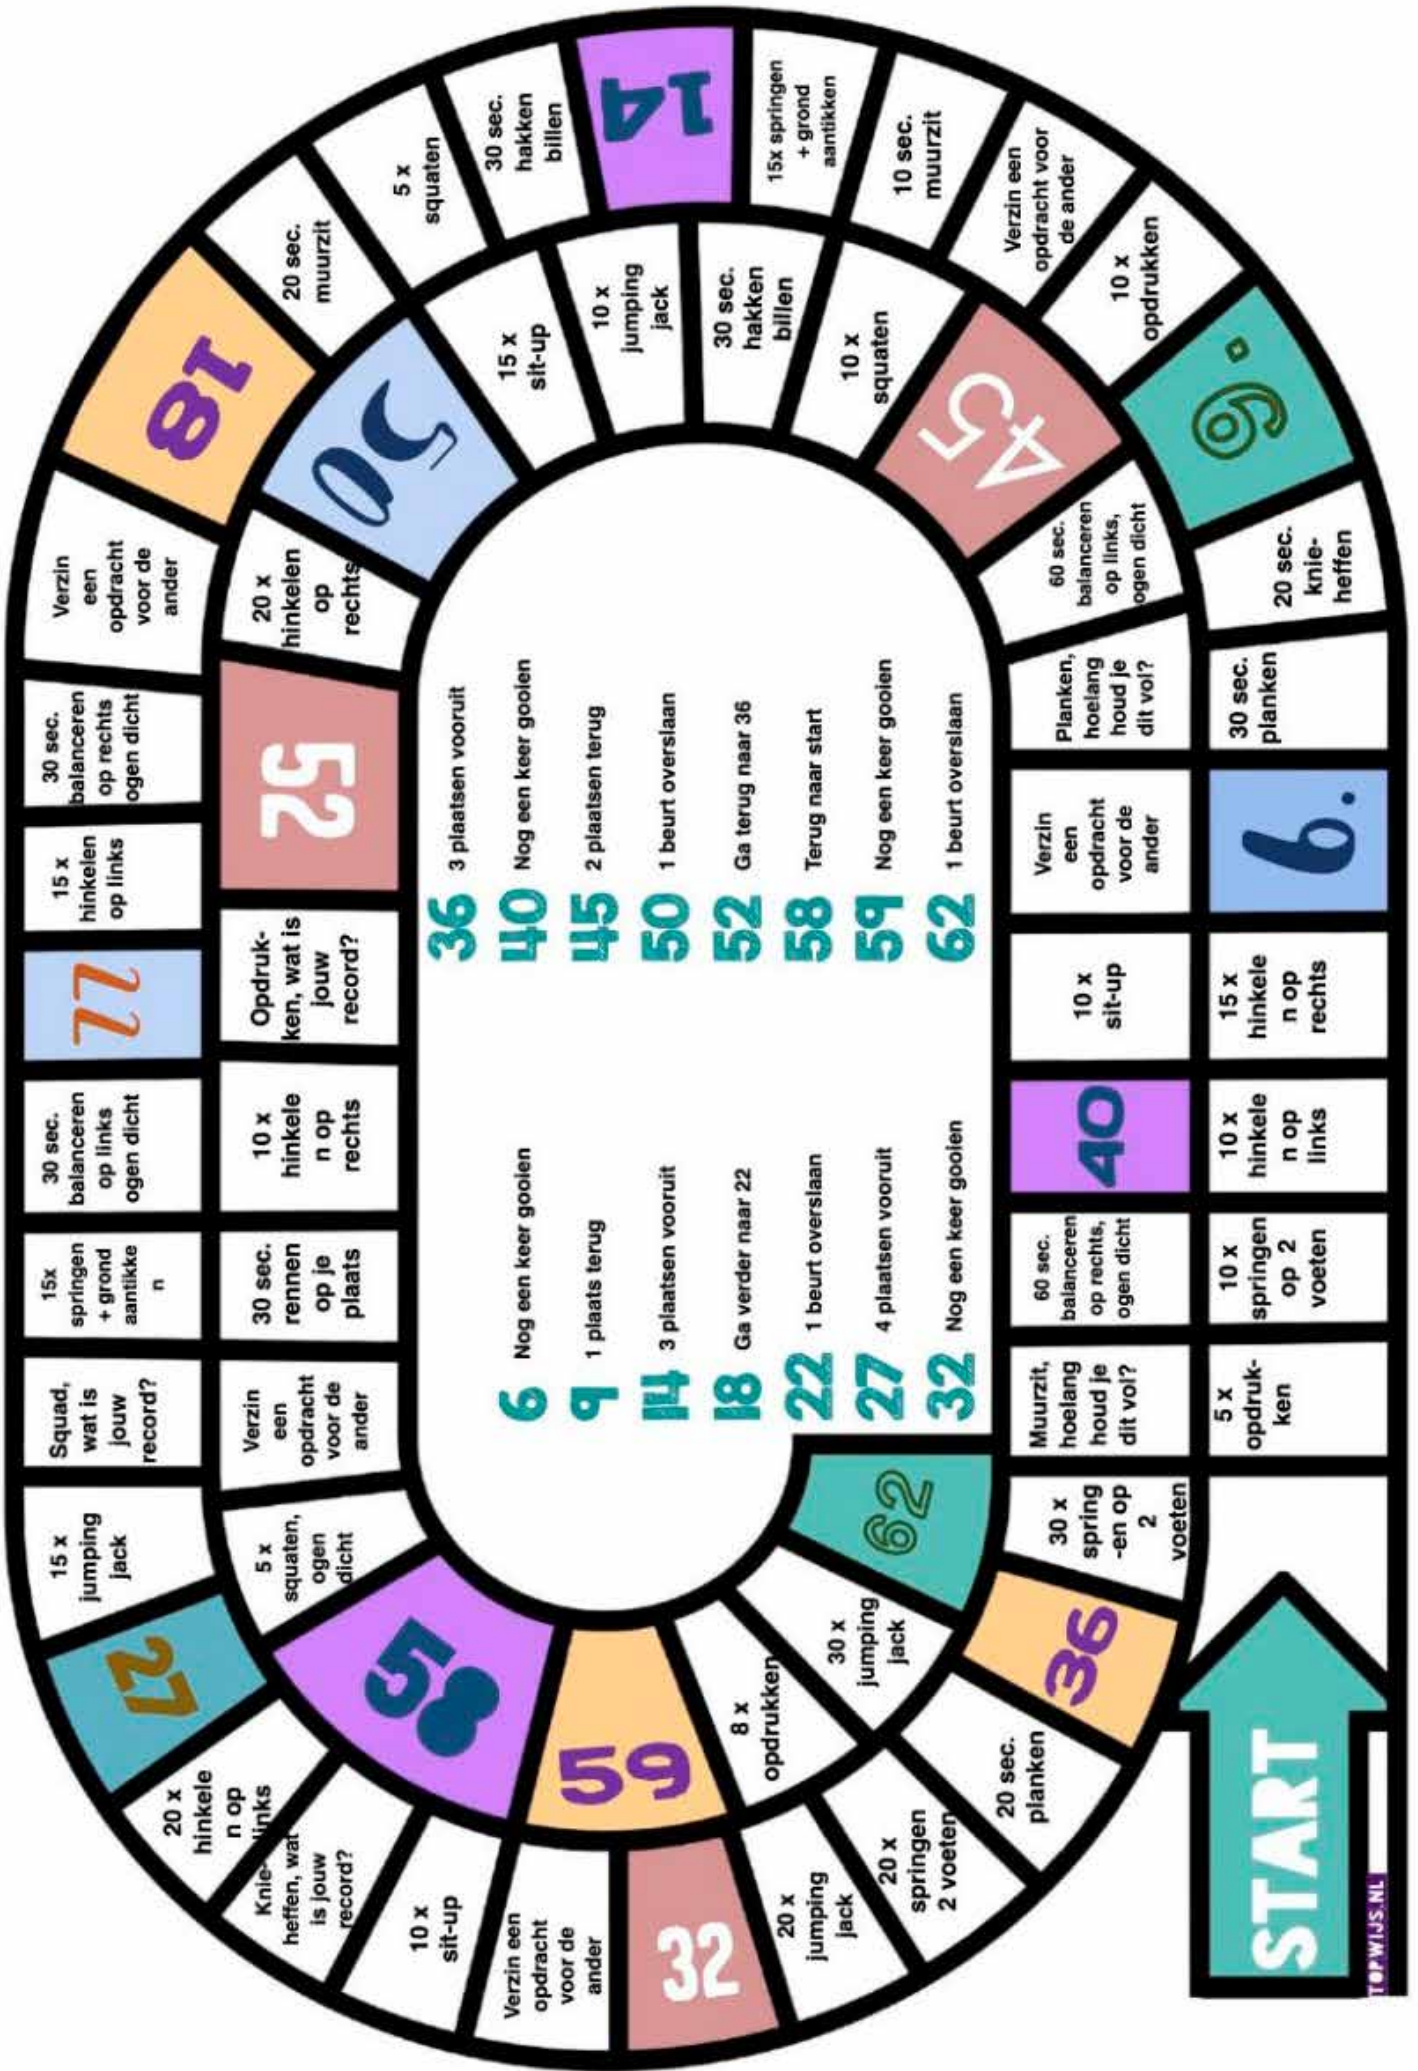 START
TOPWIJS.NL
5 x
opdruk-
ken
10 x
springen
op 2
voeten
10 x
hinkele
n op
links
15 x
hinkele
n op
rechts
6.
30 sec.
planken
20 sec.
knie-
heffen
9.
10 x
opdrukken
Verzin een
opdracht voor
de ander
10 sec.
muurzit
15x springen
+ grond
aantikken
14
30 sec.
hakken
billen
5 x
squaten
20 sec.
muurzit
18
Verzin
een
opdracht
voor de
ander
30 sec.
balanceren
op rechts
ogen dicht
15 x
hinkelen
op links
22
30 sec.
balanceren
op links
ogen dicht
15x
springen
+ grond
aantikke
n
Squad,
wat is
jouw
record?
15 x
jumping
jack
27
20 x
hinkele
n op
links
Knie-
heffen, wat
is jouw
record?
10 x
sit-up
Verzin een
opdracht
voor de
ander
32
20 x
jumping
jack
20 x
springen
2 voeten
20 sec.
planken
36
30 x
spring
-en op
2
voeten
Muurzit,
hoelang
houd je
dit vol?
60 sec.
balanceren
op rechts,
ogen dicht
40
10 x
sit-up
Verzin
een
opdracht
voor de
ander
Planken,
hoelang
houd je
dit vol?
60 sec.
balanceren
op links,
ogen dicht
45
10 x
squaten
30 sec.
hakken
billen
10 x
jumping
jack
15 x
sit-up
50
20 x
hinkelen
op
rechts
52
Opdruk-
ken, wat is
jouw
record?
10 x
hinkele
n op
rechts
30 sec.
rennen
op je
plaats
Verzin
een
opdracht
voor de
ander
5 x
squaten,
ogen
dicht
58
59
8 x
opdrukken
30 x
jumping
jack
62
6 Nog een keer gooien
9 1 plaats terug
14 3 plaatsen vooruit
18 Ga verder naar 22
22 1 beurt overslaan
27 4 plaatsen vooruit
32 Nog een keer gooien
36 3 plaatsen vooruit
40 Nog een keer gooien
45 2 plaatsen terug
50 1 beurt overslaan
52 Ga terug naar 36
58 Terug naar start
59 Nog een keer gooien
62 1 beurt overslaan